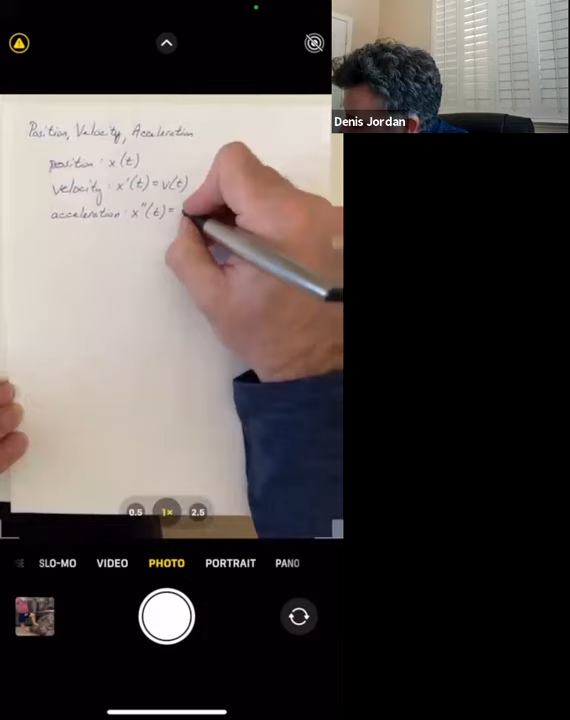 Denis Jordan
Position, Velocity, Acceleration
position : x(t)
velocity : x'(t) = v(t)
acceleration : x"(t) =
0.5 1× 2.5
SLO-MO VIDEO PHOTO PORTRAIT PANO